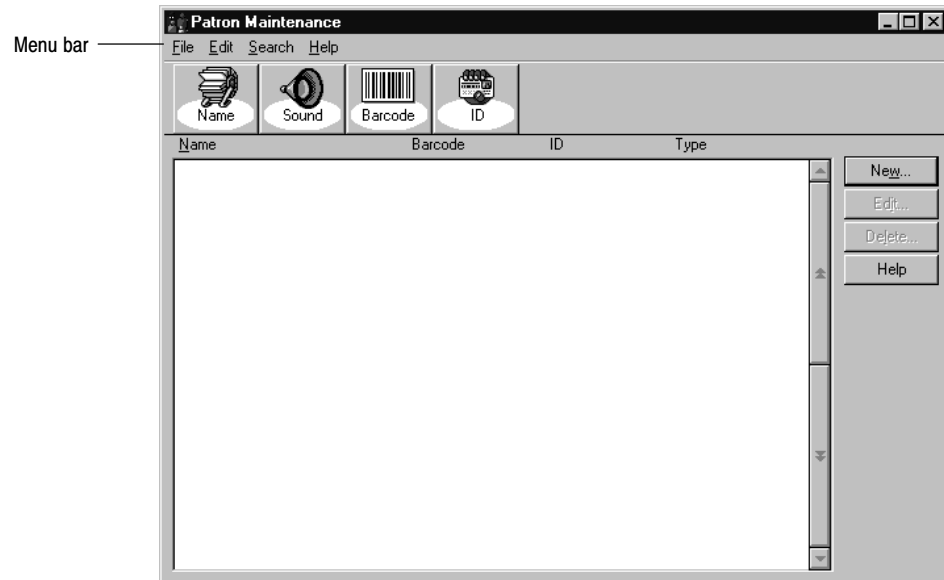 Patron Maintenance
Menu bar
File Edit Search Help
Name Sound Barcode ID
Name Barcode ID Type
New...
Edit...
Delete...
Help